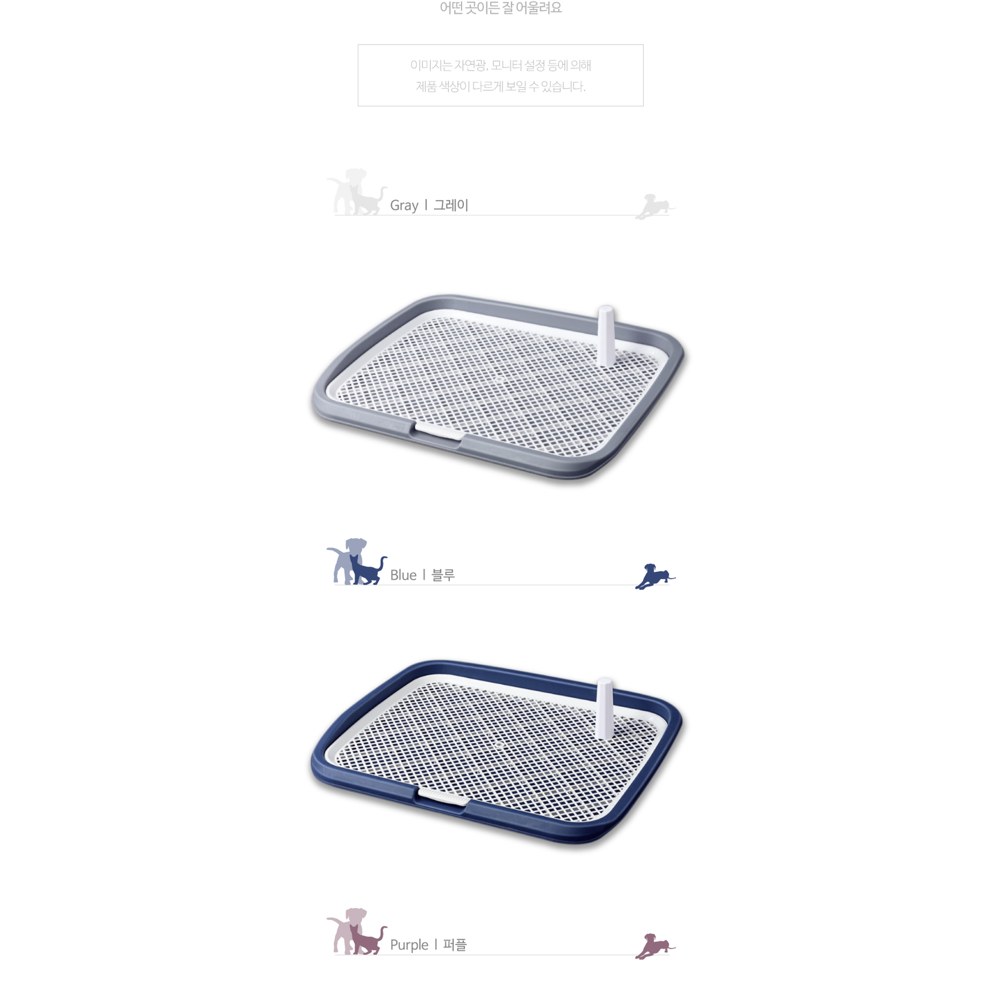 어떤 곳이든 잘 어울려요
이미지는 자연광, 모니터 설정 등에 의해
제품 색상이 다르게 보일 수 있습니다.
Gray | 그레이
Blue | 블루
Purple | 퍼플